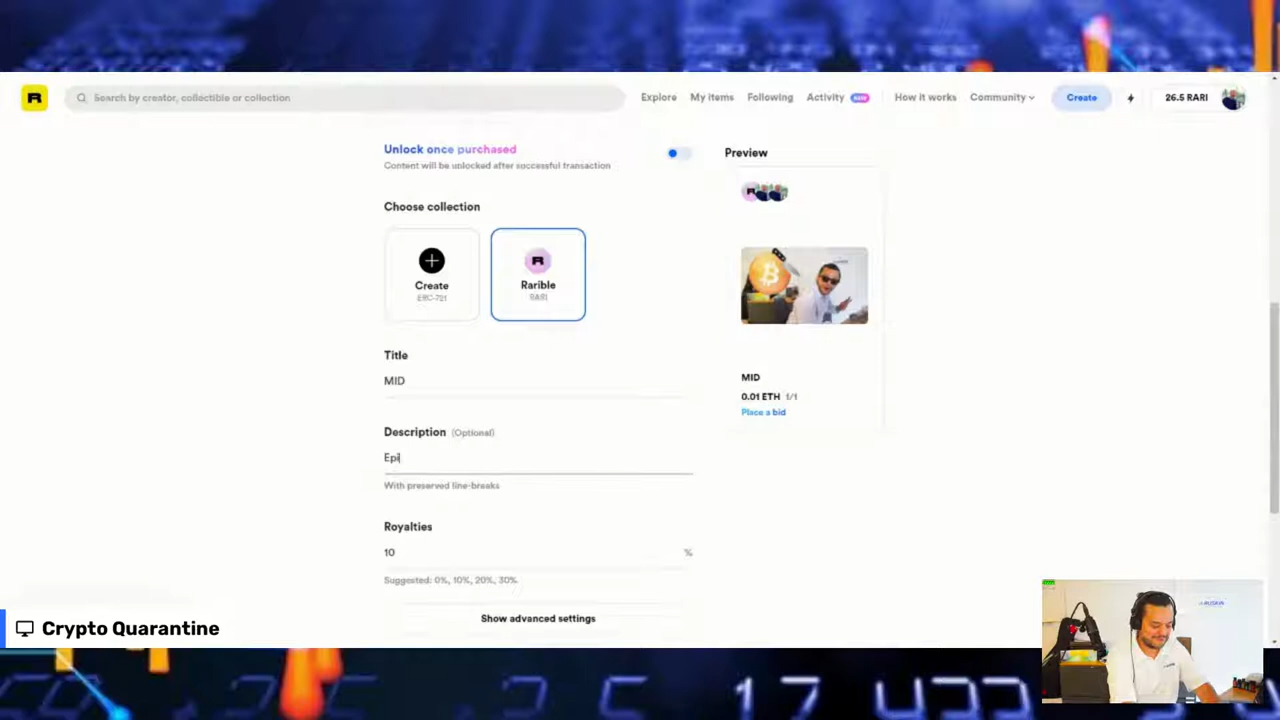 Search by creator, collectible or collection
Explore My items Following Activity How it works Community Create 26.5 RARI
Unlock once purchased
Content will be unlocked after successful transaction
Choose collection
Create
ERC-721
Rarible
RARI
Title
MID
Description (Optional)
Epi
With preserved line-breaks
Royalties
10 %
Suggested: 0%, 10%, 20%, 30%
Show advanced settings
Preview
MID
0.01 ETH 1/1
Place a bid
Crypto Quarantine
17 433